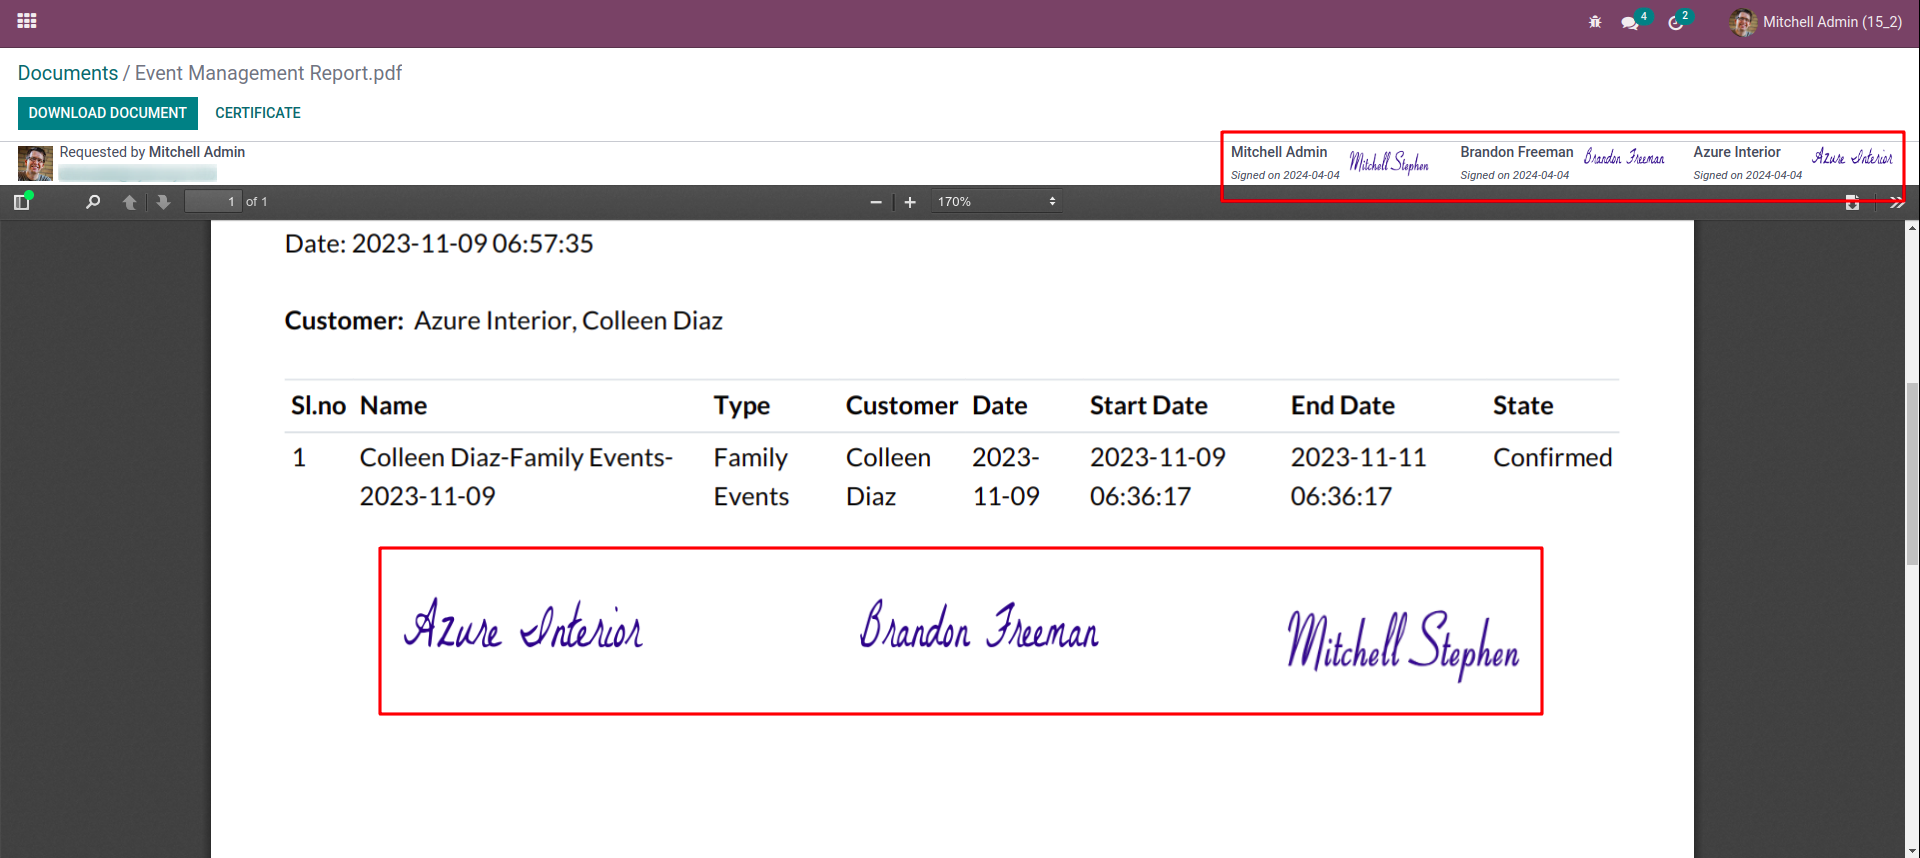 4 2 Mitchell Admin (15_2)
Documents / Event Management Report.pdf
DOWNLOAD DOCUMENT CERTIFICATE
Requested by Mitchell Admin
Mitchell Admin Mitchell Stephen Brandon Freeman Brandon Freeman Azure Interior Azure Interior
Signed on 2024-04-04 Signed on 2024-04-04 Signed on 2024-04-04
1 of 1 170%
Date: 2023-11-09 06:57:35
Customer: Azure Interior, Colleen Diaz
Sl.no Name Type Customer Date Start Date End Date State
1 Colleen Diaz-Family Events- Family Colleen 2023- 2023-11-09 2023-11-11 Confirmed
2023-11-09 Events Diaz 11-09 06:36:17 06:36:17
Azure Interior Brandon Freeman Mitchell Stephen